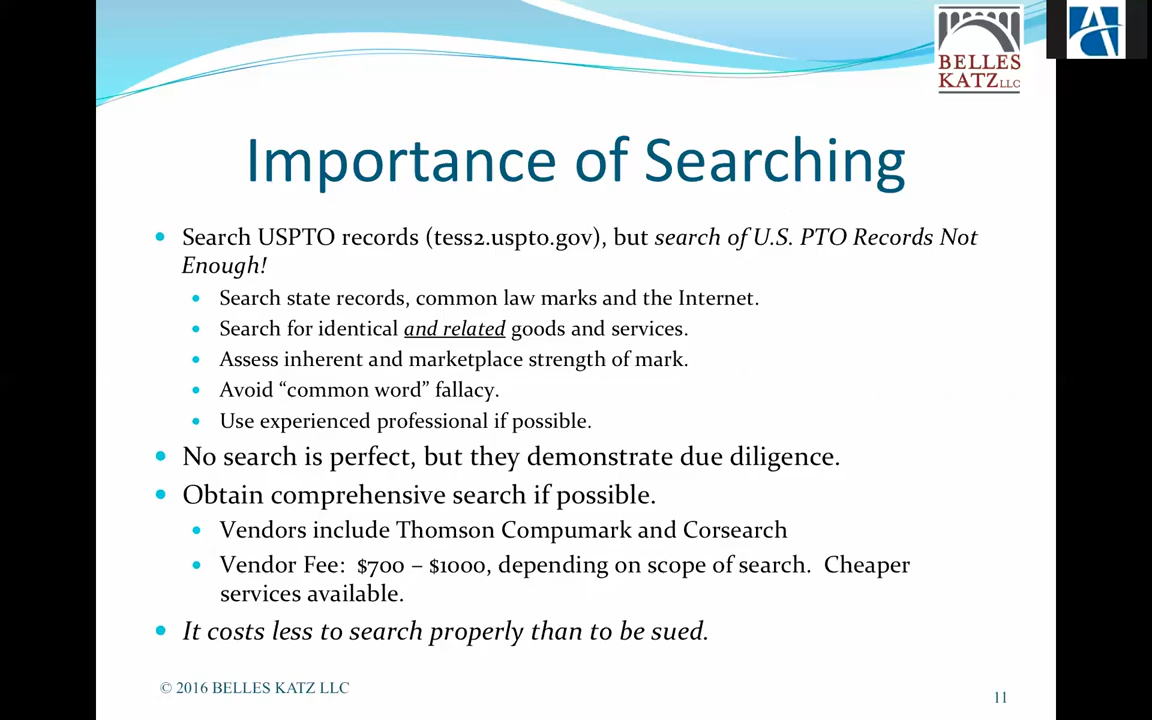 BELLES
KATZ LLC
Importance of Searching
• Search USPTO records (tess2.uspto.gov), but search of U.S. PTO Records Not
Enough!
• Search state records, common law marks and the Internet.
• Search for identical and related goods and services.
• Assess inherent and marketplace strength of mark.
• Avoid “common word” fallacy.
• Use experienced professional if possible.
• No search is perfect, but they demonstrate due diligence.
• Obtain comprehensive search if possible.
• Vendors include Thomson Compumark and Corsearch
• Vendor Fee:  $700 – $1000, depending on scope of search.  Cheaper
services available.
• It costs less to search properly than to be sued.
© 2016 BELLES KATZ LLC
11